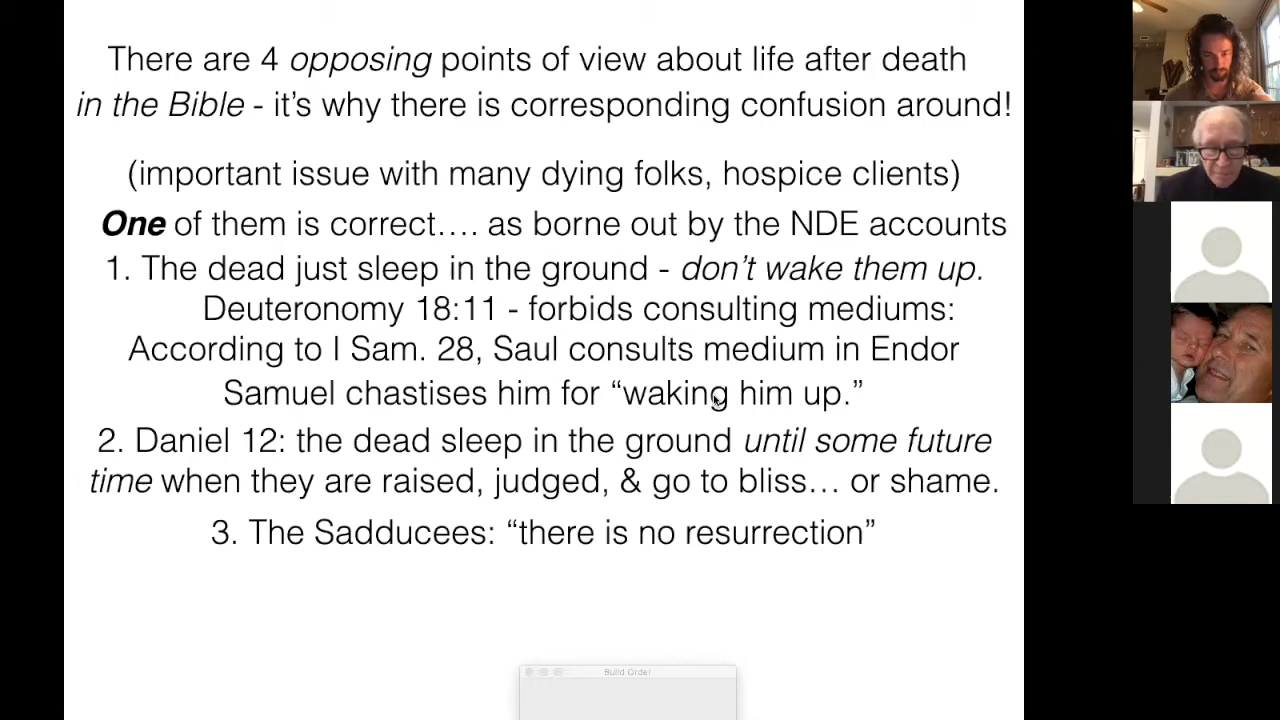 There are 4 opposing points of view about life after death
in the Bible - it's why there is corresponding confusion around!
(important issue with many dying folks, hospice clients)
One of them is correct…. as borne out by the NDE accounts
1. The dead just sleep in the ground - don't wake them up.
Deuteronomy 18:11 - forbids consulting mediums:
According to I Sam. 28, Saul consults medium in Endor
Samuel chastises him for “waking him up.”
2. Daniel 12: the dead sleep in the ground until some future
time when they are raised, judged, & go to bliss… or shame.
3. The Sadducees: “there is no resurrection”
Build Order